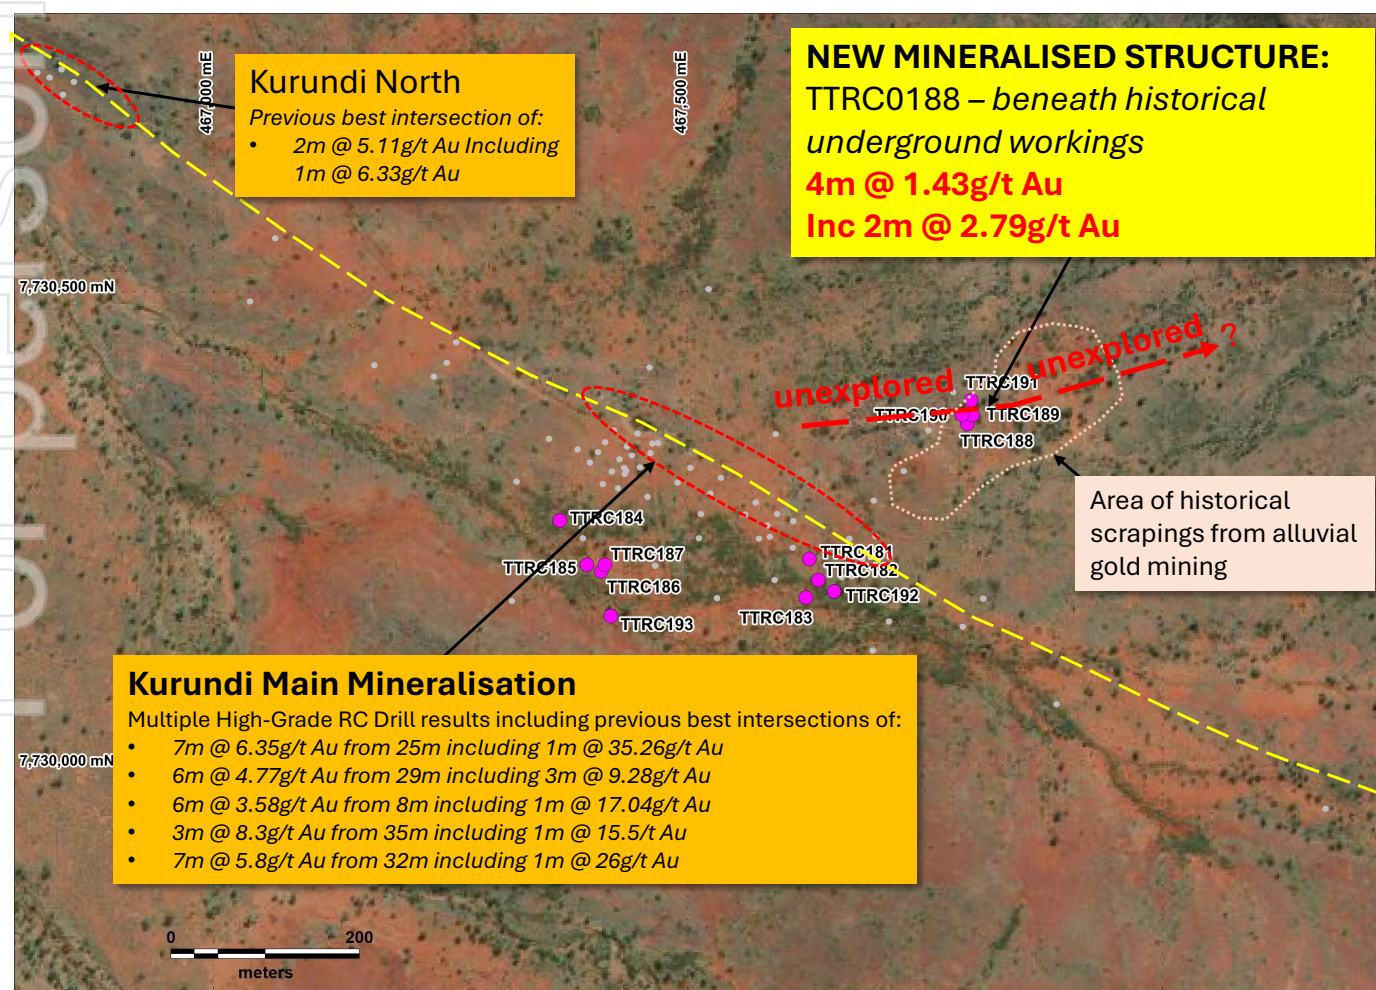 For person
467,000 mE
467,500 mE
Kurundi North
Previous best intersection of:
• 2m @ 5.11g/t Au Including
1m @ 6.33g/t Au
NEW MINERALISED STRUCTURE:
TTRC0188 – beneath historical
underground workings
4m @ 1.43g/t Au
Inc 2m @ 2.79g/t Au
7,730,500 mN
unexplored
unexplored ?
TTRC191
TTRC190
TTRC189
TTRC188
Area of historical
scrapings from alluvial
gold mining
TTRC184
TTRC187
TTRC185
TTRC186
TTRC193
TTRC181
TTRC182
TTRC192
TTRC183
Kurundi Main Mineralisation
Multiple High-Grade RC Drill results including previous best intersections of:
• 7m @ 6.35g/t Au from 25m including 1m @ 35.26g/t Au
• 6m @ 4.77g/t Au from 29m including 3m @ 9.28g/t Au
• 6m @ 3.58g/t Au from 8m including 1m @ 17.04g/t Au
• 3m @ 8.3g/t Au from 35m including 1m @ 15.5/t Au
• 7m @ 5.8g/t Au from 32m including 1m @ 26g/t Au
7,730,000 mN
0 200
meters